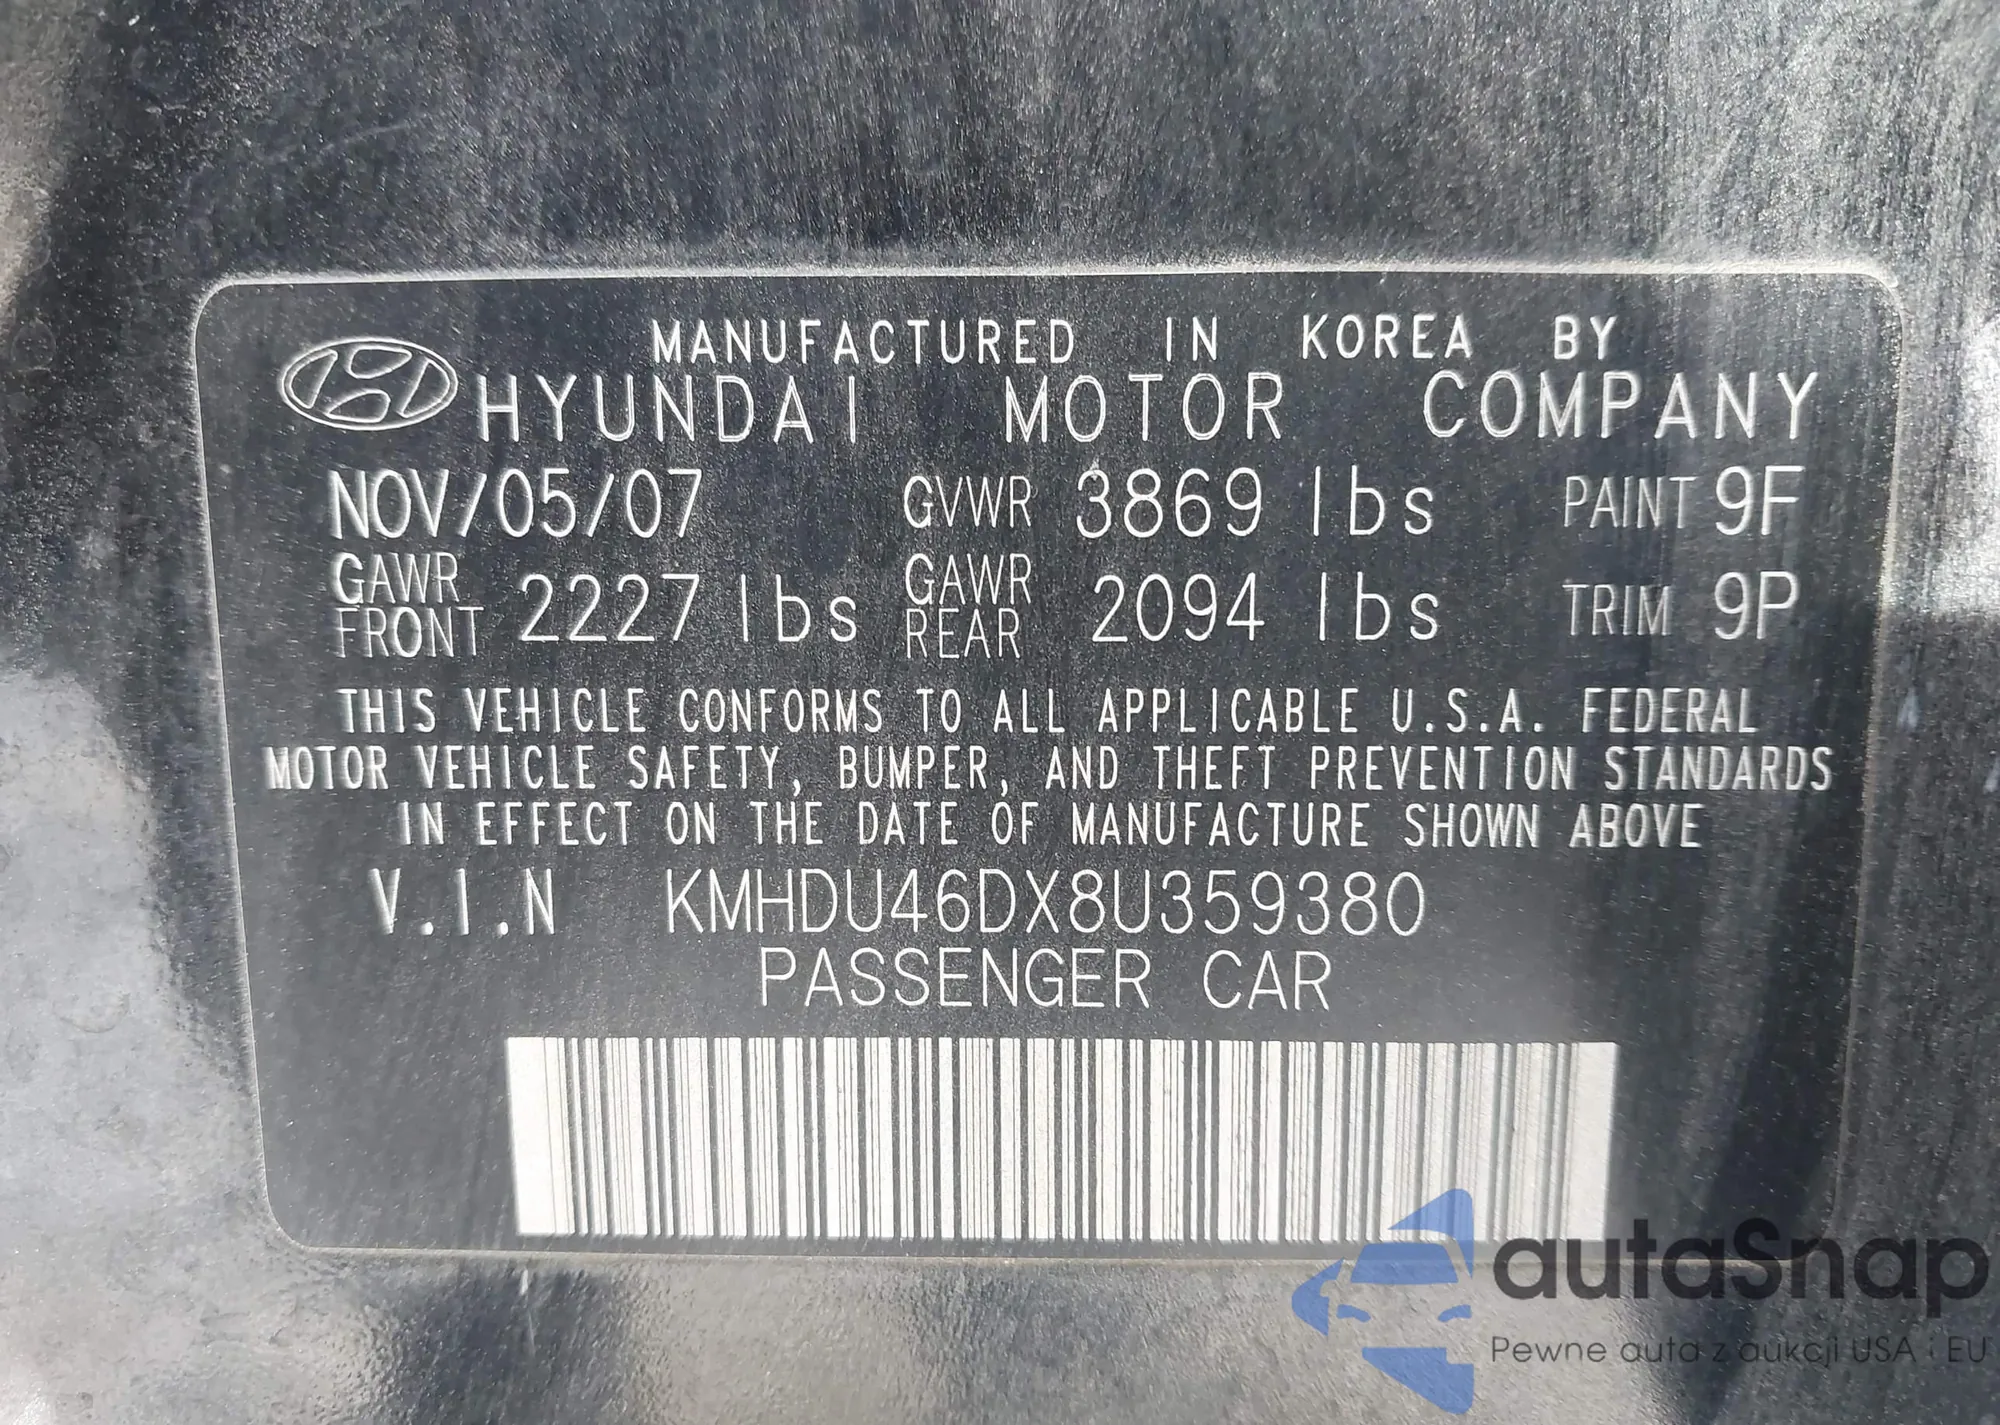 MANUFACTURED IN KOREA BY
HYUNDAI MOTOR COMPANY
NOV/05/07 GVWR 3869 lbs PAINT 9F
GAWR FRONT 2227 lbs GAWR REAR 2094 lbs TRIM 9P
THIS VEHICLE CONFORMS TO ALL APPLICABLE U.S.A. FEDERAL
MOTOR VEHICLE SAFETY, BUMPER, AND THEFT PREVENTION STANDARDS
IN EFFECT ON THE DATE OF MANUFACTURE SHOWN ABOVE
V.I.N KMHDU46DX8U359380
PASSENGER CAR
autaSnap
Pewne auta z aukcji USA i EU